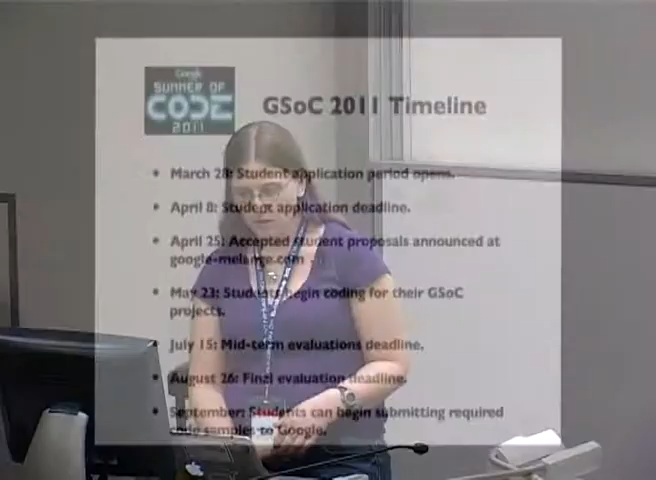 Google
SUMMER OF
CODE
2011
GSoC 2011 Timeline
• March 28: Student application period opens.
• April 8: Student application deadline.
• April 25: Accepted student proposals announced at
google-melange.com
• May 23: Students begin coding for their GSoC
projects.
• July 15: Mid-term evaluations deadline.
• August 26: Final evaluation deadline.
• September: Students can begin submitting required
code samples to Google.